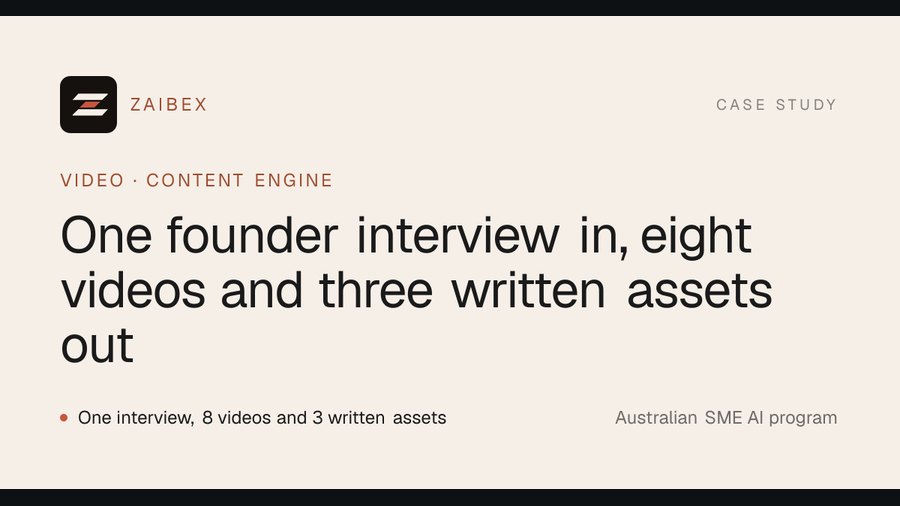 ZAIBEX
CASE STUDY
VIDEO · CONTENT ENGINE
One founder interview in, eight
videos and three written assets
out
One interview, 8 videos and 3 written assets
Australian SME AI program